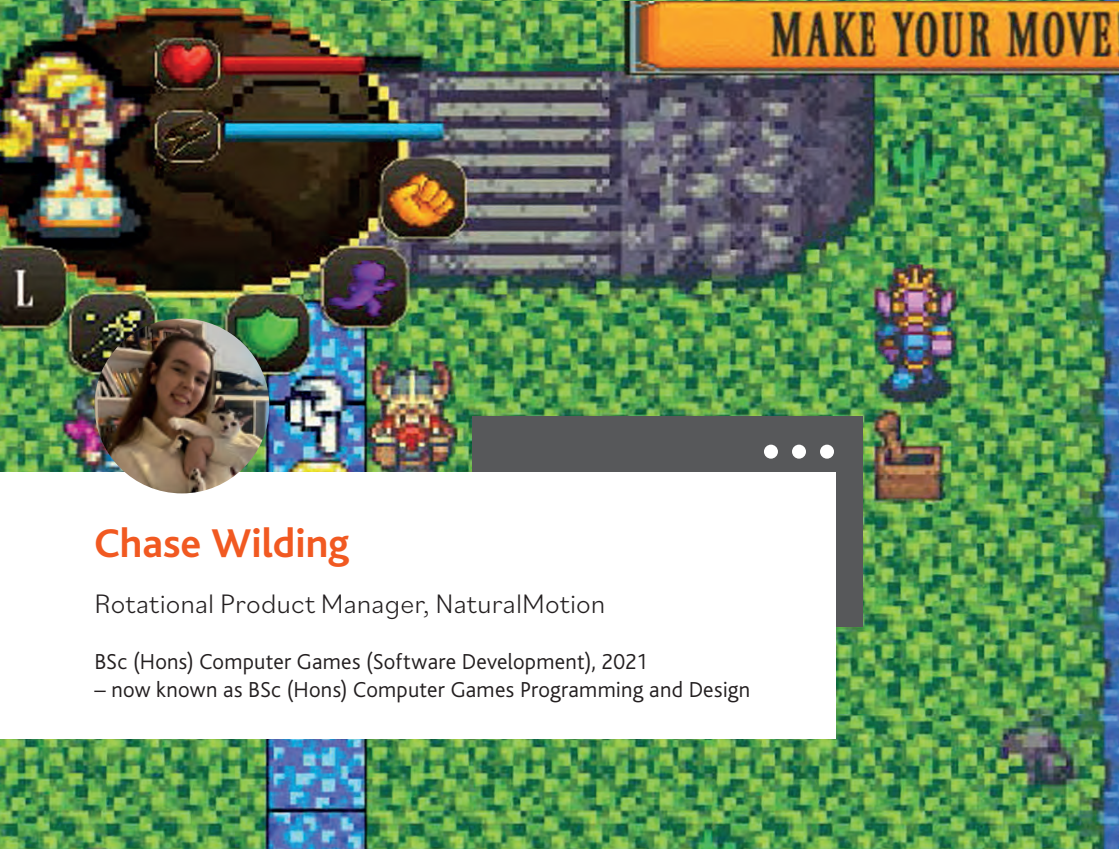 MAKE YOUR MOVE
L
Chase Wilding
Rotational Product Manager, NaturalMotion
BSc (Hons) Computer Games (Software Development), 2021
– now known as BSc (Hons) Computer Games Programming and Design